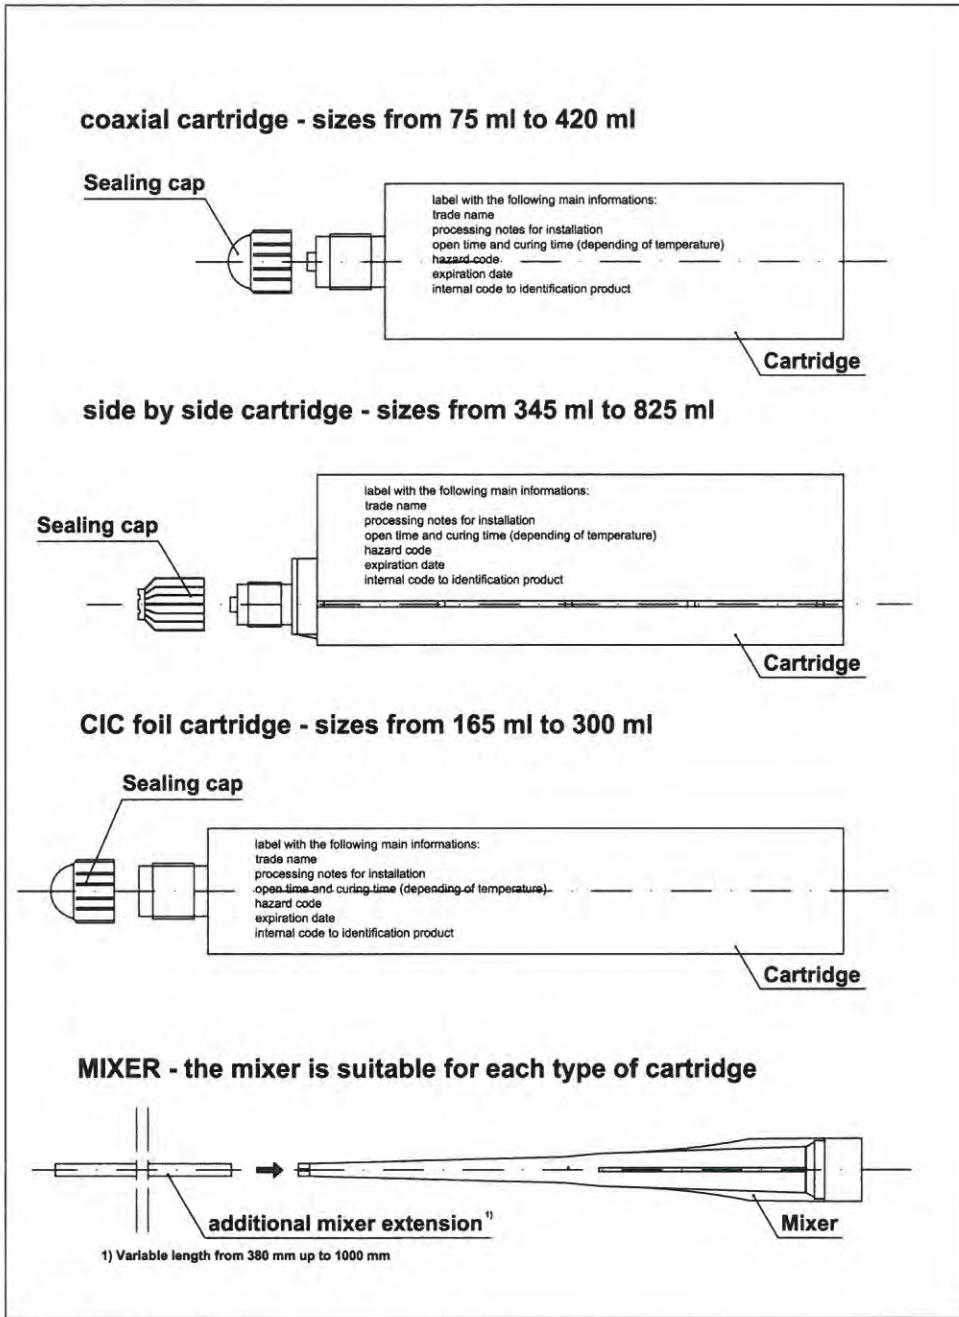 coaxial cartridge - sizes from 75 ml to 420 ml
Sealing cap
label with the following main informations:
trade name
processing notes for installation
open time and curing time (depending of temperature)
hazard code
expiration date
internal code to identification product
Cartridge
side by side cartridge - sizes from 345 ml to 825 ml
Sealing cap
label with the following main informations:
trade name
processing notes for installation
open time and curing time (depending of temperature)
hazard code
expiration date
internal code to identification product
Cartridge
CIC foil cartridge - sizes from 165 ml to 300 ml
Sealing cap
label with the following main informations:
trade name
processing notes for installation
open time and curing time (depending of temperature)
hazard code
expiration date
internal code to identification product
Cartridge
MIXER - the mixer is suitable for each type of cartridge
additional mixer extension 1)
Mixer
1) Variable length from 380 mm up to 1000 mm